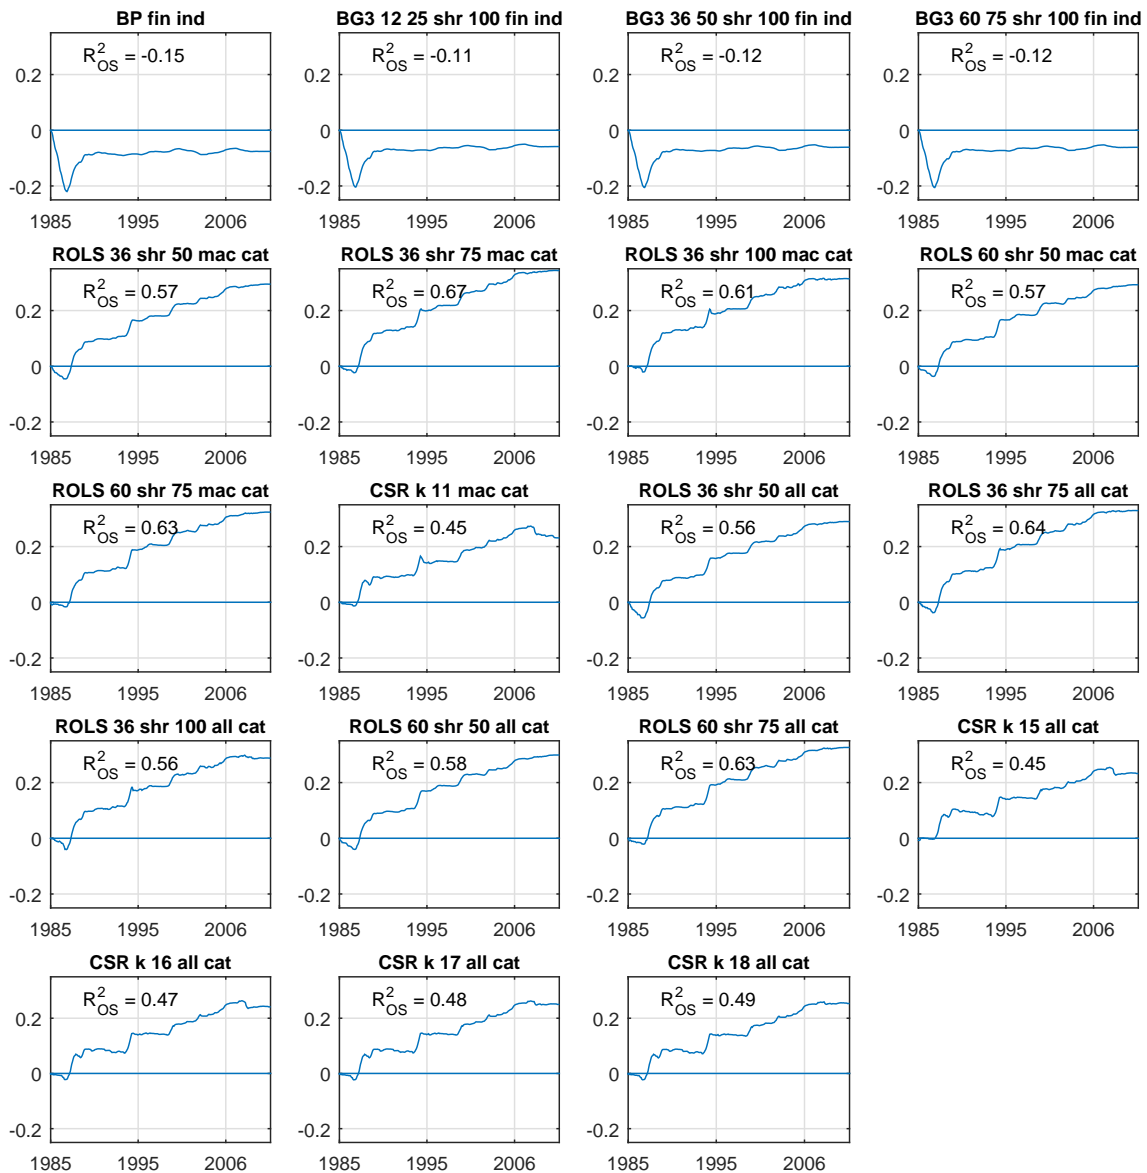 BP fin ind
BG3 12 25 shr 100 fin ind
BG3 36 50 shr 100 fin ind
BG3 60 75 shr 100 fin ind
R²OS = -0.15
R²OS = -0.11
R²OS = -0.12
R²OS = -0.12
0.2
0
-0.2
1985 1995 2006
0.2
0
-0.2
1985 1995 2006
0.2
0
-0.2
1985 1995 2006
0.2
0
-0.2
1985 1995 2006
ROLS 36 shr 50 mac cat
ROLS 36 shr 75 mac cat
ROLS 36 shr 100 mac cat
ROLS 60 shr 50 mac cat
R²OS = 0.57
R²OS = 0.67
R²OS = 0.61
R²OS = 0.57
0.2
0
-0.2
1985 1995 2006
0.2
0
-0.2
1985 1995 2006
0.2
0
-0.2
1985 1995 2006
0.2
0
-0.2
1985 1995 2006
ROLS 60 shr 75 mac cat
CSR k 11 mac cat
ROLS 36 shr 50 all cat
ROLS 36 shr 75 all cat
R²OS = 0.63
R²OS = 0.45
R²OS = 0.56
R²OS = 0.64
0.2
0
-0.2
1985 1995 2006
0.2
0
-0.2
1985 1995 2006
0.2
0
-0.2
1985 1995 2006
0.2
0
-0.2
1985 1995 2006
ROLS 36 shr 100 all cat
ROLS 60 shr 50 all cat
ROLS 60 shr 75 all cat
CSR k 15 all cat
R²OS = 0.56
R²OS = 0.58
R²OS = 0.63
R²OS = 0.45
0.2
0
-0.2
1985 1995 2006
0.2
0
-0.2
1985 1995 2006
0.2
0
-0.2
1985 1995 2006
0.2
0
-0.2
1985 1995 2006
CSR k 16 all cat
CSR k 17 all cat
CSR k 18 all cat
R²OS = 0.47
R²OS = 0.48
R²OS = 0.49
0.2
0
-0.2
1985 1995 2006
0.2
0
-0.2
1985 1995 2006
0.2
0
-0.2
1985 1995 2006